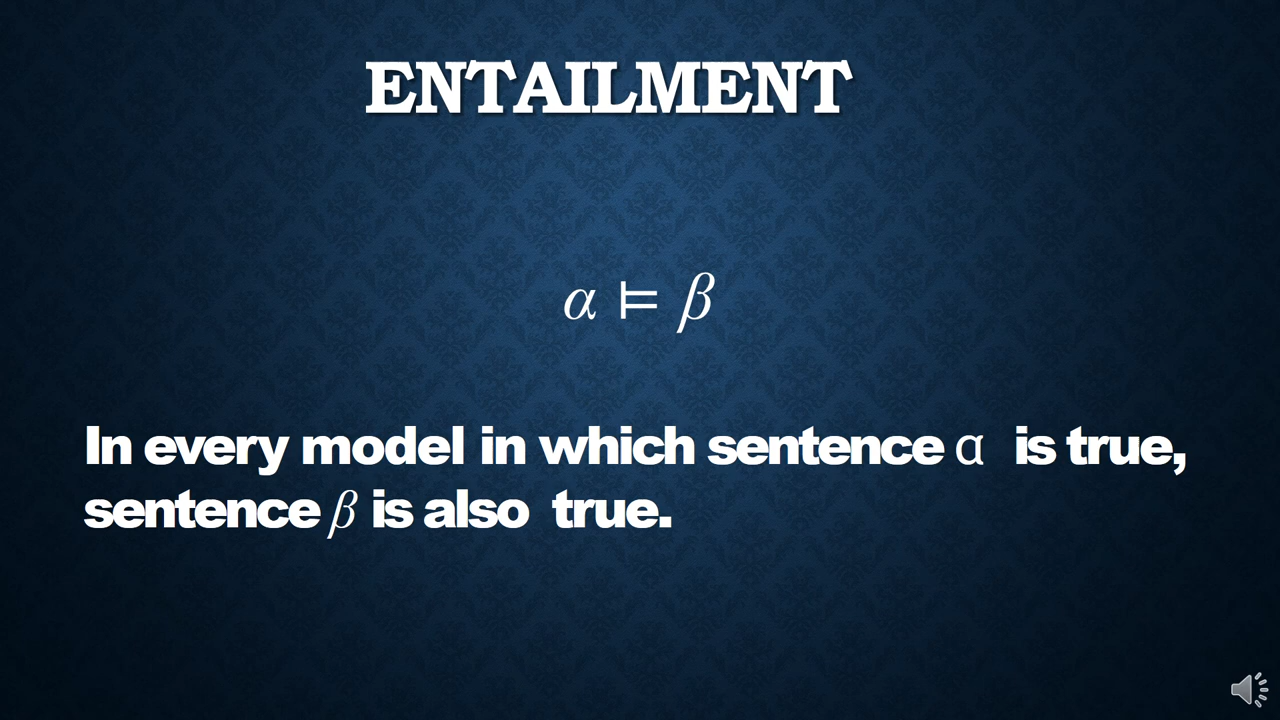 ENTAILMENT
α ⊨ β
In every model in which sentence α is true,
sentence β is also true.